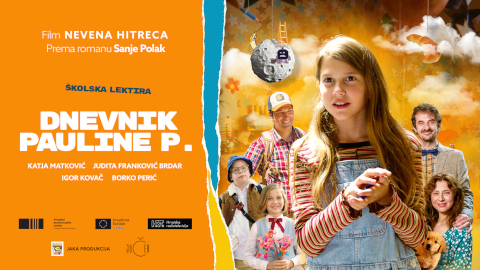 Film NEVENA HITRECA
Prema romanu Sanje Polak
ŠKOLSKA LEKTIRA
DNEVNIK
PAULINE P.
KATJA MATKOVIĆ JUDITA FRANKOVIĆ BRDAR
IGOR KOVAČ BORKO PERIĆ
JAKA PRODUKCIJA